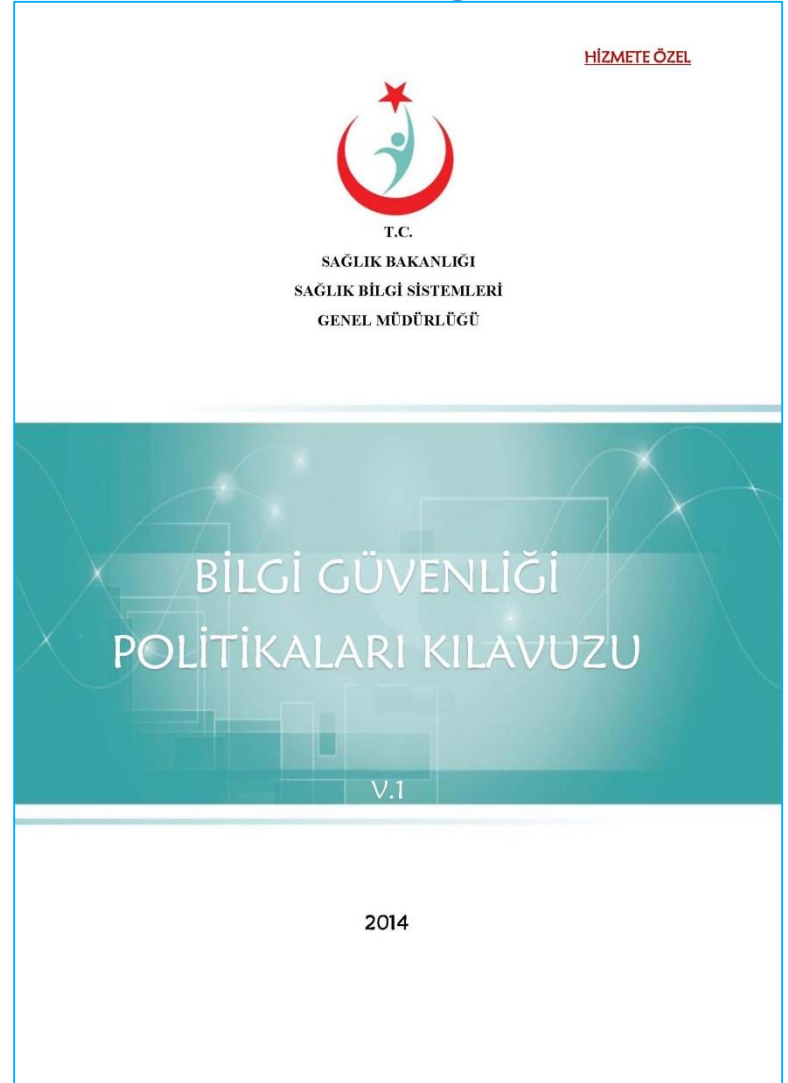 HİZMETE ÖZEL
T.C.
SAĞLIK BAKANLIĞI
SAĞLIK BİLGİ SİSTEMLERİ
GENEL MÜDÜRLÜĞÜ
BİLGİ GÜVENLİĞİ
POLİTİKALARI KILAVUZU
V.1
2014